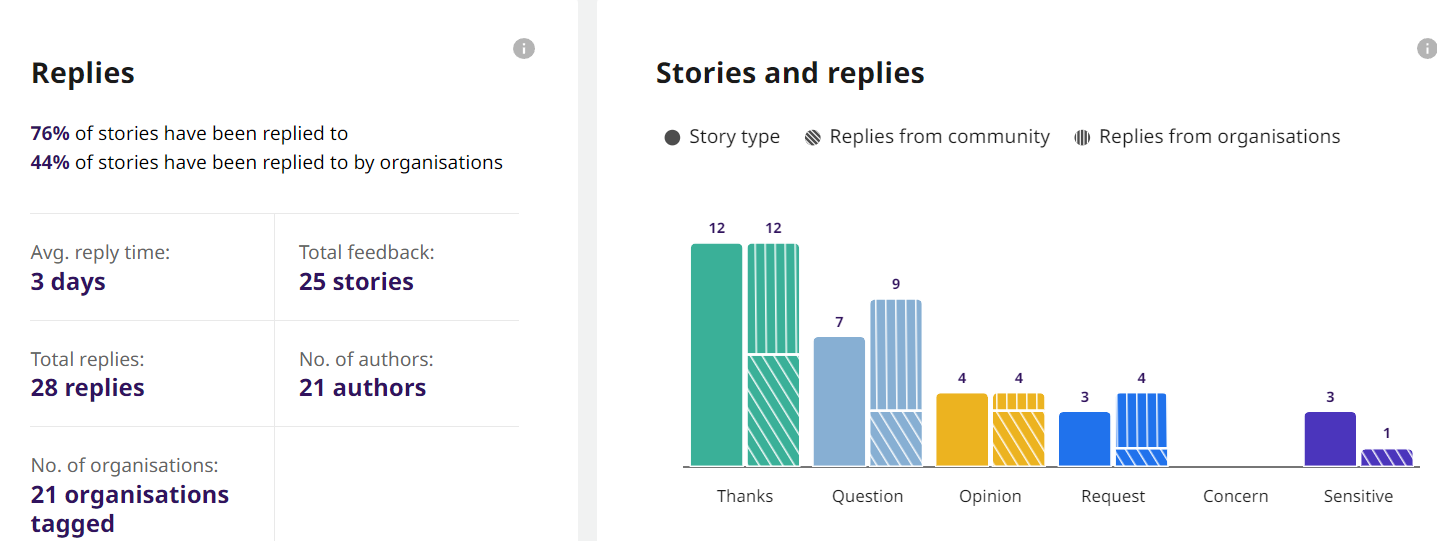 Replies
76% of stories have been replied to
44% of stories have been replied to by organisations
Avg. reply time:
3 days
Total feedback:
25 stories
Total replies:
28 replies
No. of authors:
21 authors
No. of organisations:
21 organisations
tagged
Stories and replies
Story type Replies from community Replies from organisations
12 12
9
7
4 4 4
3 3
1
Thanks Question Opinion Request Concern Sensitive